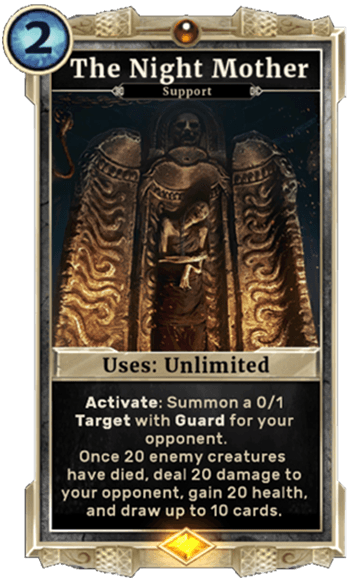 2
The Night Mother
Support
Uses: Unlimited
Activate: Summon a 0/1
Target with Guard for your
opponent.
Once 20 enemy creatures
have died, deal 20 damage to
your opponent, gain 20 health,
and draw up to 10 cards.